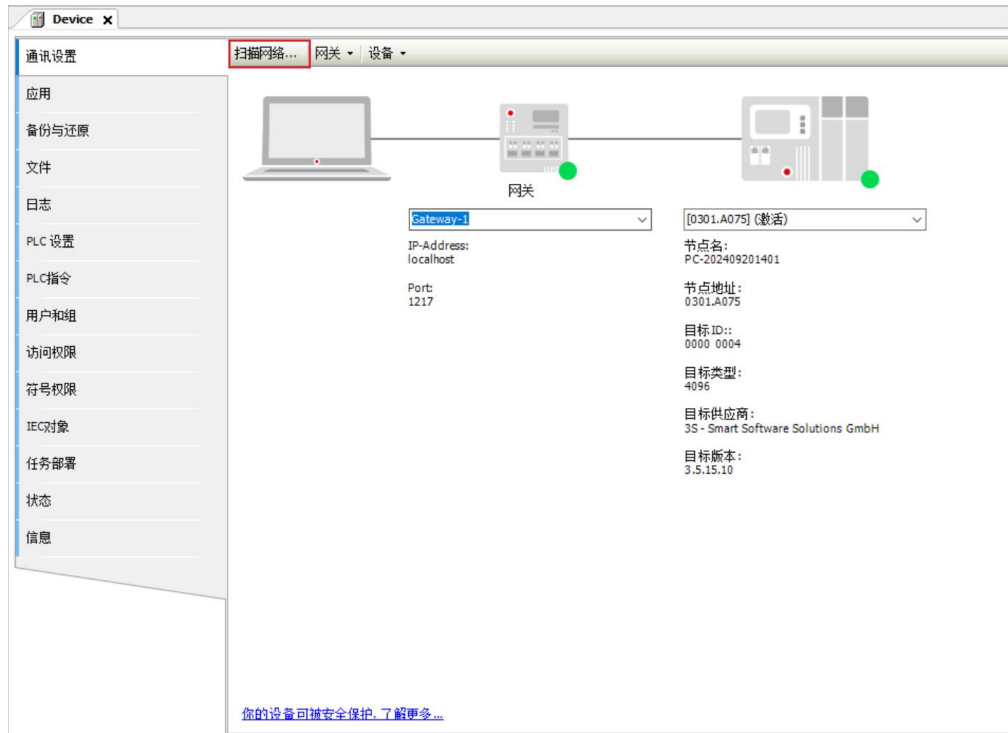 Device
通讯设置
应用
备份与还原
文件
日志
PLC 设置
PLC指令
用户和组
访问权限
符号权限
IEC对象
任务部署
状态
信息
扫描网络... 网关 设备
网关
Gateway-1
IP-Address:
localhost
Port:
1217
[0301.A075] (激活)
节点名:
PC-202409201401
节点地址:
0301.A075
目标ID::
0000 0004
目标类型:
4096
目标供应商:
3S - Smart Software Solutions GmbH
目标版本:
3.5.15.10
你的设备可被安全保护. 了解更多...